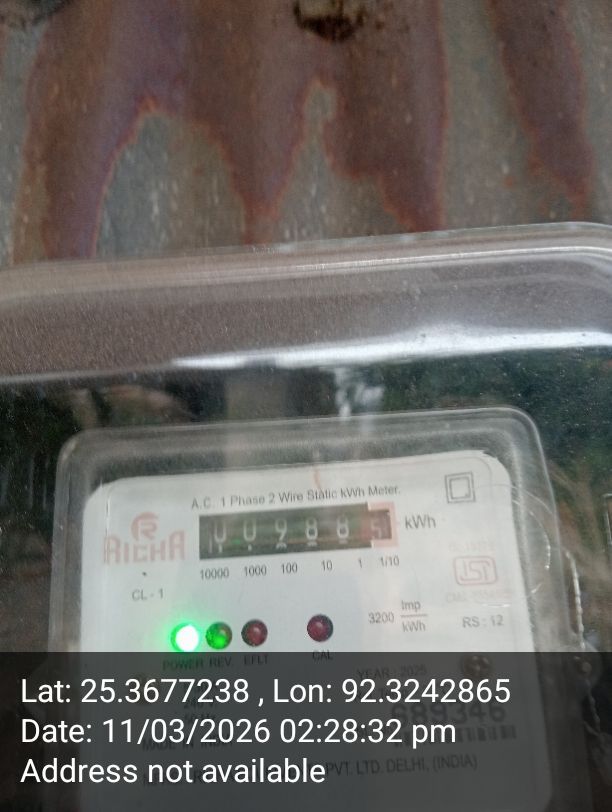 A.C. 1 Phase 2 Wire Static kWh Meter.
RICHA
00988 kWh
10000 1000 100 10 1 1/10
CL - 1
3200 Imp/kWh
RS : 12
POWER REV. EFLT CAL
YEAR : 2025
Lat: 25.3677238 , Lon: 92.3242865
Date: 11/03/2026 02:28:32 pm
Address not available
PVT. LTD. DELHI, (INDIA)